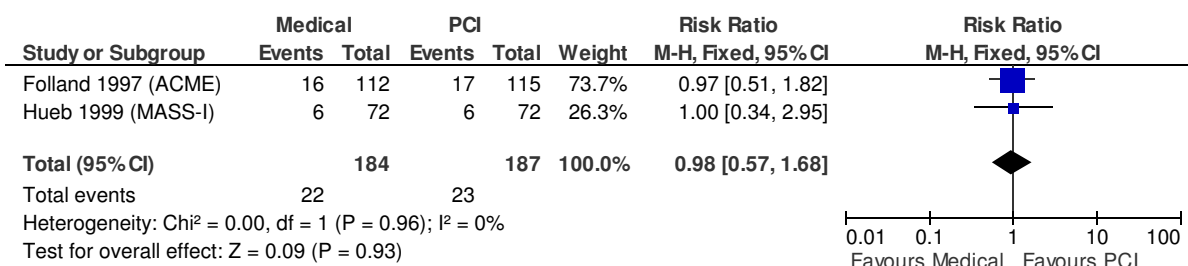 Medical PCI Risk Ratio Risk Ratio
Study or Subgroup Events Total Events Total Weight M-H, Fixed, 95% CI M-H, Fixed, 95% CI
Folland 1997 (ACME) 16 112 17 115 73.7% 0.97 [0.51, 1.82]
Hueb 1999 (MASS-I) 6 72 6 72 26.3% 1.00 [0.34, 2.95]
Total (95% CI) 184 187 100.0% 0.98 [0.57, 1.68]
Total events 22 23
Heterogeneity: Chi² = 0.00, df = 1 (P = 0.96); I² = 0%
Test for overall effect: Z = 0.09 (P = 0.93)
0.01 0.1 1 10 100
Favours Medical Favours PCI